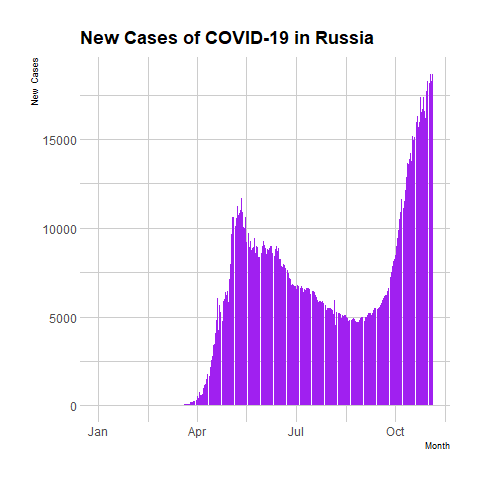 New Cases of COVID-19 in Russia
New Cases
15000
10000
5000
0
Jan Apr Jul Oct
Month